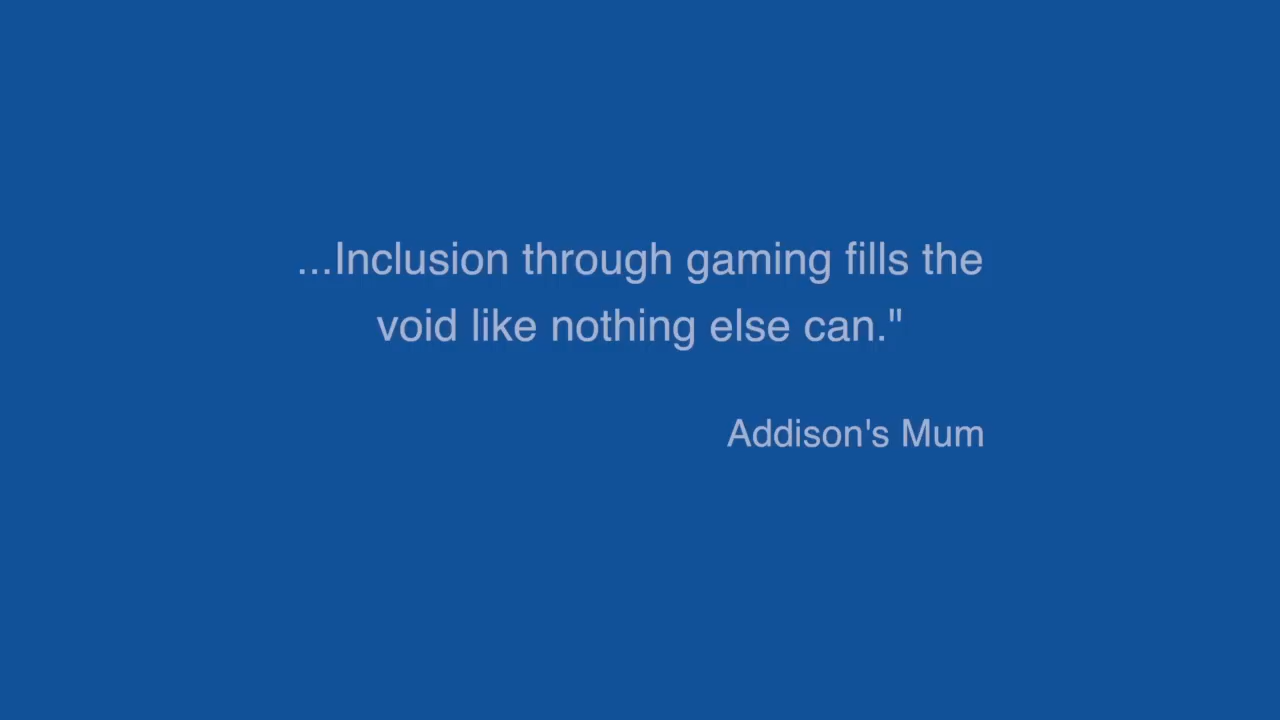 ...Inclusion through gaming fills the
void like nothing else can."
Addison's Mum